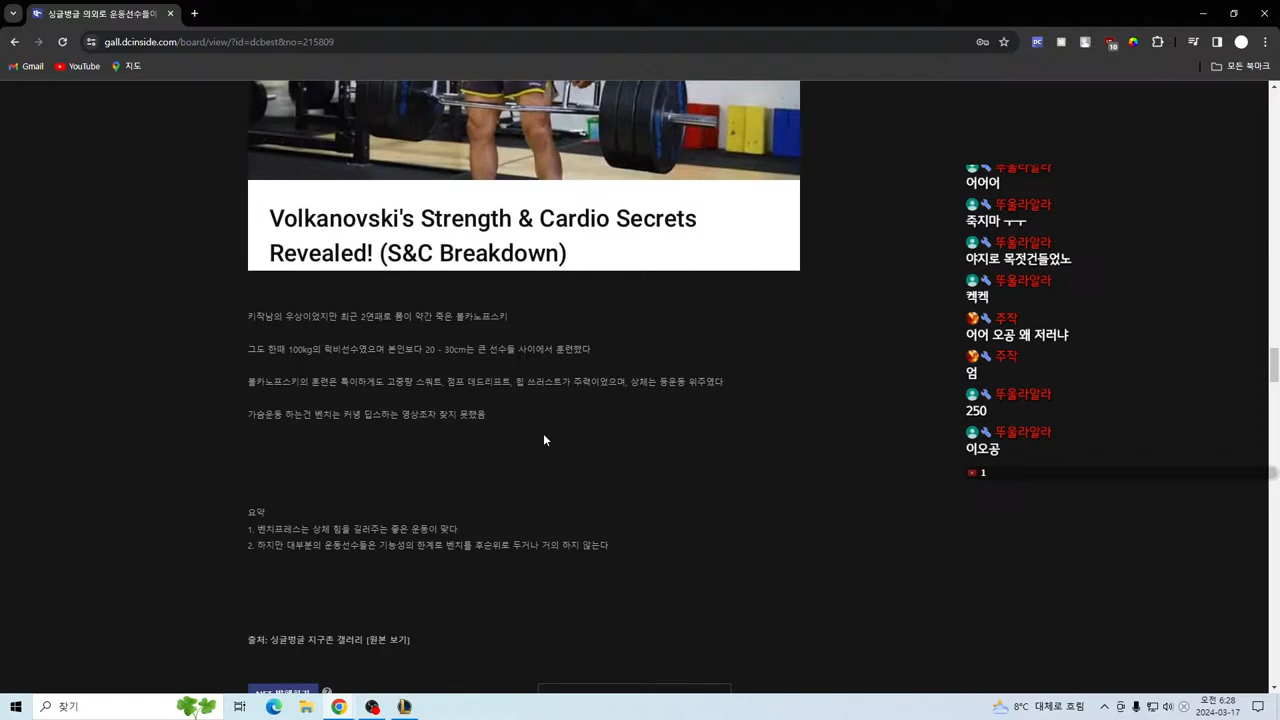 싱글벙글 의외로 운동선수들이
gall.dcinside.com/board/view/?id=dcbest&no=215809
10
Gmail
YouTube
지도
모든 북마크
Volkanovski's Strength & Cardio Secrets
Revealed! (S&C Breakdown)
키작남의 우상이었지만 최근 2연패로 폼이 약간 죽은 볼카노프스키
그도 한때 100kg의 럭비선수였으며 본인보다 20 - 30cm는 큰 선수들 사이에서 훈련했다
볼카노프스키의 훈련은 특이하게도 고중량 스쿼트, 점프 데드리프트, 힙 쓰러스트가 주력이었으며, 상체는 등운동 위주였다
가슴운동 하는건 벤치는 커녕 딥스하는 영상조차 찾지 못했음
요약
1. 벤치프레스는 상체 힘을 길러주는 좋은 운동이 맞다
2. 하지만 대부분의 운동선수들은 기능성의 한계로 벤치를 후순위로 두거나 거의 하지 않는다
출처: 싱글벙글 지구촌 갤러리 [원본 보기]
뚜울라알라
어어어
뚜울라알라
죽지마 ㅜㅜ
뚜울라알라
야지로 목젓건들었노
뚜울라알라
켁켁
주작
어어 오공 왜 저러냐
주작
엄
뚜울라알라
250
뚜울라알라
이오공
1
찾기
8°C 대체로 흐림
오전 6:28
2024-03-17